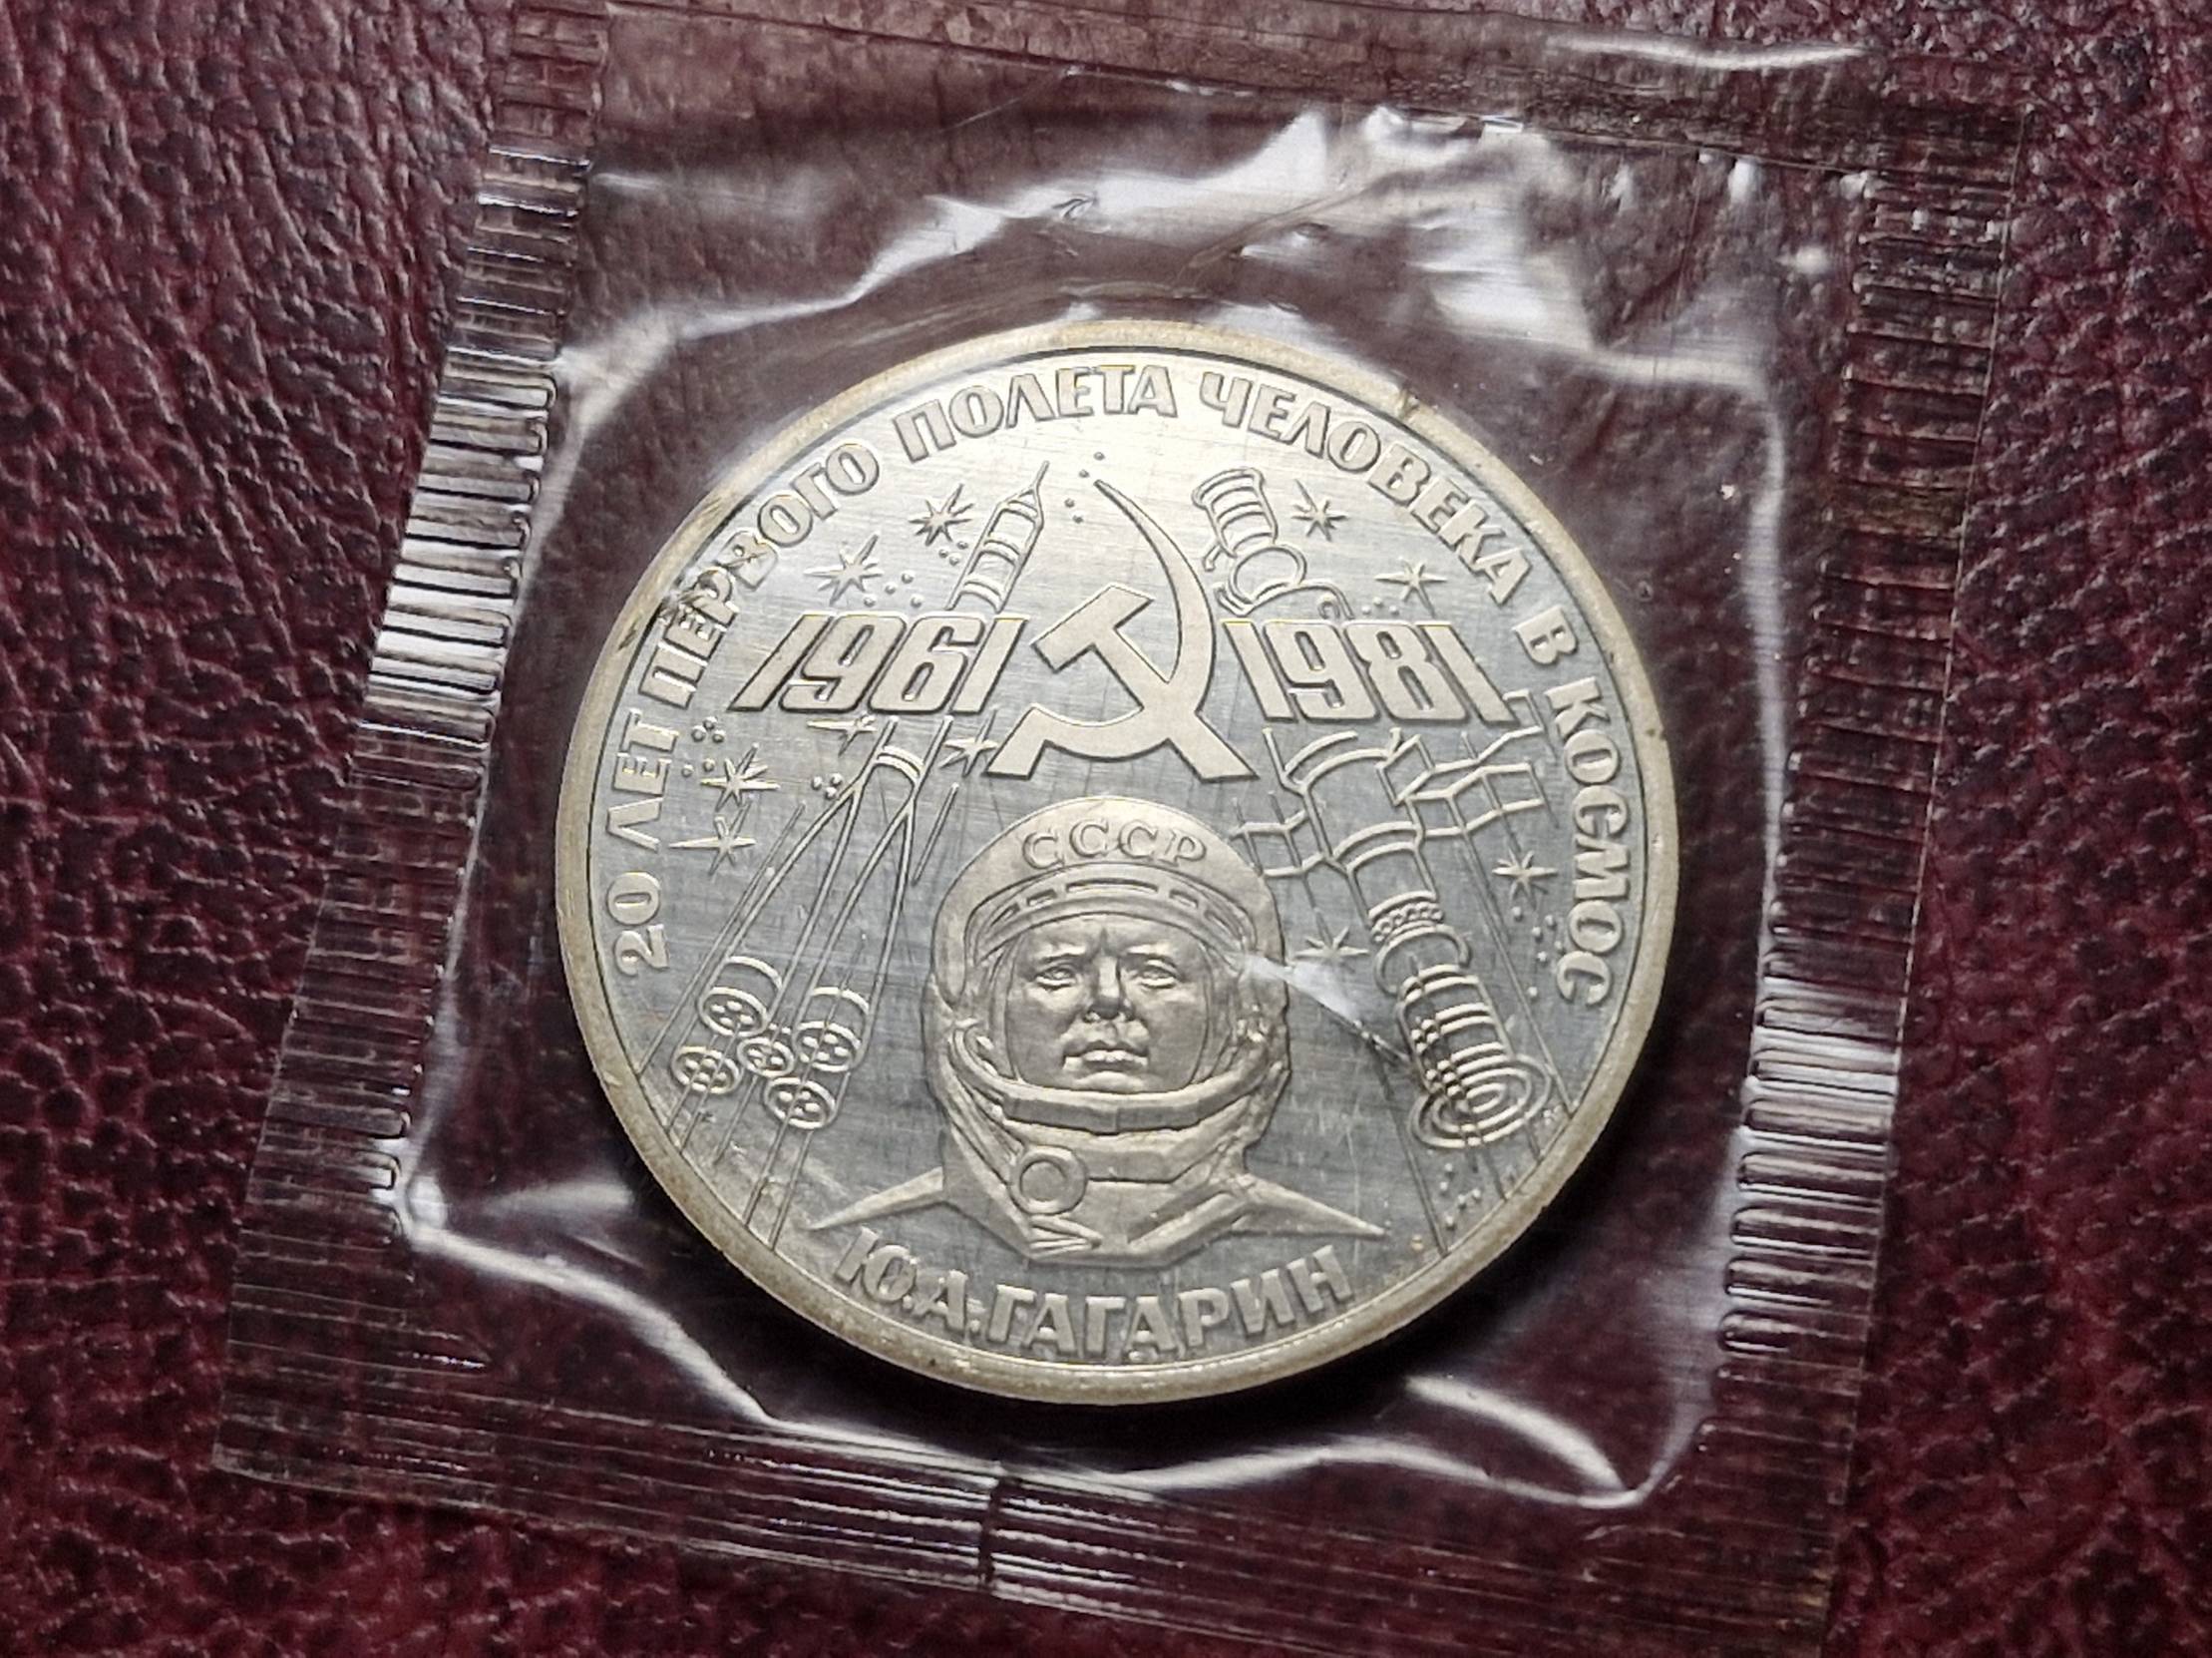 20 ЛЕТ ПЕРВОГО ПОЛЕТА ЧЕЛОВЕКА В КОСМОС
1961 1981
СССР
Ю.А.ГАГАРИН